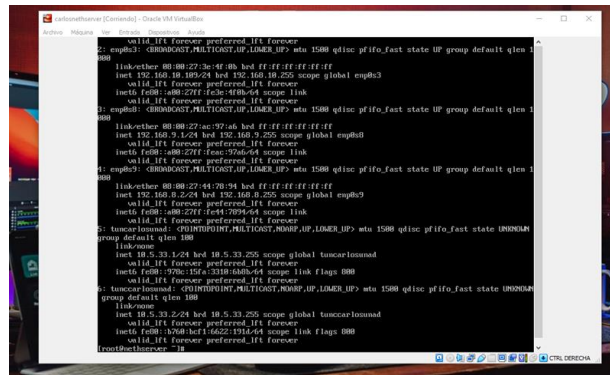 carlosnethserver [Corriendo] - Oracle VM VirtualBox
Archivo Máquina Ver Entrada Dispositivos Ayuda
valid_lft forever preferred_lft forever
2: enp0s3: <BROADCAST,MULTICAST,UP,LOWER_UP> mtu 1500 qdisc pfifo_fast state UP group default qlen 1
000
link/ether 08:00:27:3e:4f:0b brd ff:ff:ff:ff:ff:ff
inet 192.168.10.109/24 brd 192.168.10.255 scope global enp0s3
valid_lft forever preferred_lft forever
inet6 fe80::a00:27ff:fe3e:4f0b/64 scope link
valid_lft forever preferred_lft forever
3: enp0s8: <BROADCAST,MULTICAST,UP,LOWER_UP> mtu 1500 qdisc pfifo_fast state UP group default qlen 1
000
link/ether 08:00:27:ac:97:a6 brd ff:ff:ff:ff:ff:ff
inet 192.168.9.1/24 brd 192.168.9.255 scope global enp0s8
valid_lft forever preferred_lft forever
inet6 fe80::a00:27ff:feac:97a6/64 scope link
valid_lft forever preferred_lft forever
4: enp0s9: <BROADCAST,MULTICAST,UP,LOWER_UP> mtu 1500 qdisc pfifo_fast state UP group default qlen 1
000
link/ether 08:00:27:44:78:94 brd ff:ff:ff:ff:ff:ff
inet 192.168.8.2/24 brd 192.168.8.255 scope global enp0s9
valid_lft forever preferred_lft forever
inet6 fe80::a00:27ff:fe44:7894/64 scope link
valid_lft forever preferred_lft forever
5: tuncarlosunad: <POINTOPOINT,MULTICAST,NOARP,UP,LOWER_UP> mtu 1500 qdisc pfifo_fast state UNKNOWN
group default qlen 100
link/none
inet 10.5.33.1/24 brd 10.5.33.255 scope global tuncarlosunad
valid_lft forever preferred_lft forever
inet6 fe80::978c:15fa:3310:6b8b/64 scope link flags 800
valid_lft forever preferred_lft forever
6: tunccarlosunad: <POINTOPOINT,MULTICAST,NOARP,UP,LOWER_UP> mtu 1500 qdisc pfifo_fast state UNKNOWN
group default qlen 100
link/none
inet 10.5.33.2/24 brd 10.5.33.255 scope global tunccarlosunad
valid_lft forever preferred_lft forever
inet6 fe80::b760:bcf1:6622:191d/64 scope link flags 800
valid_lft forever preferred_lft forever
[root@nethserver ~]#
CTRL DERECHA